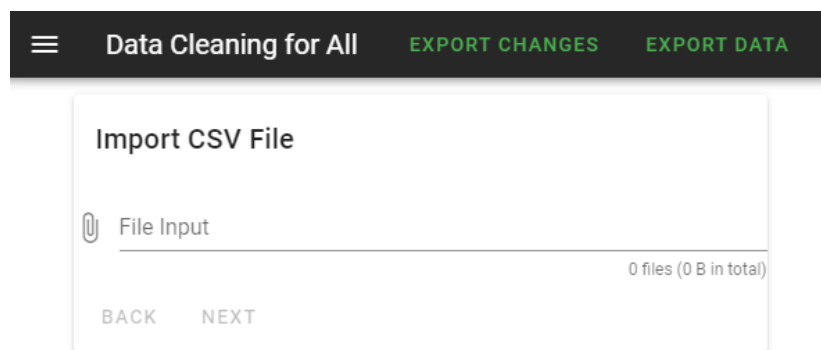 Data Cleaning for All EXPORT CHANGES EXPORT DATA
Import CSV File
File Input
0 files (0 B in total)
BACK NEXT